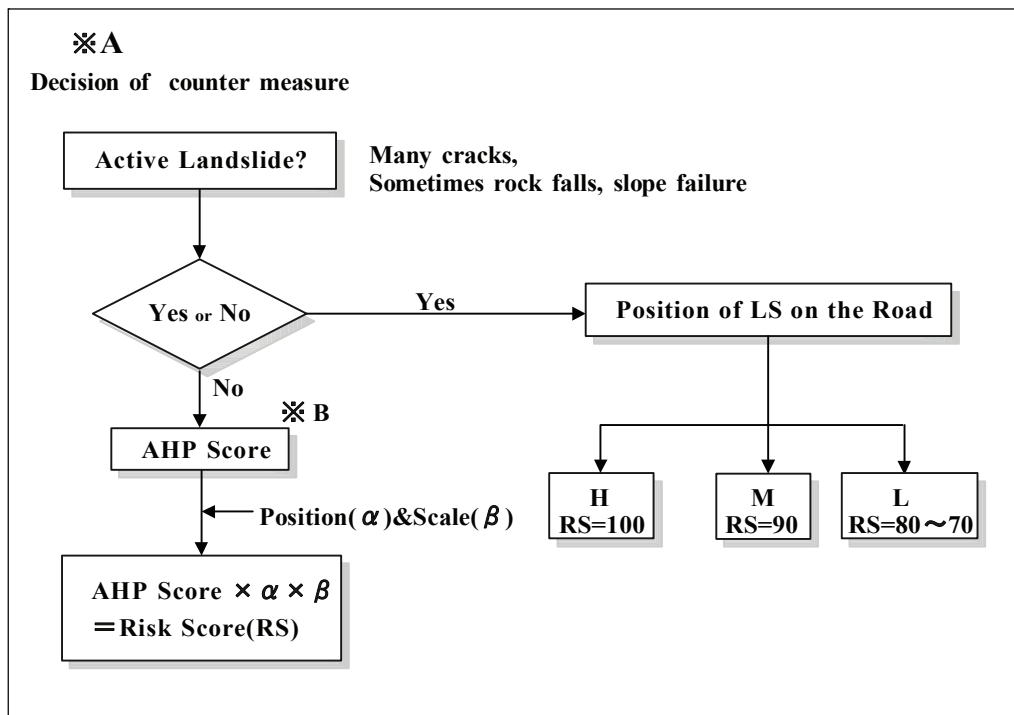 ※A
Decision of counter measure
Active Landslide?
Many cracks,
Sometimes rock falls, slope failure
Yes or No
Yes
Position of LS on the Road
No
※ B
AHP Score
Position(α)&Scale(β)
AHP Score × α × β
＝Risk Score(RS)
H
RS=100
M
RS=90
L
RS=80～70